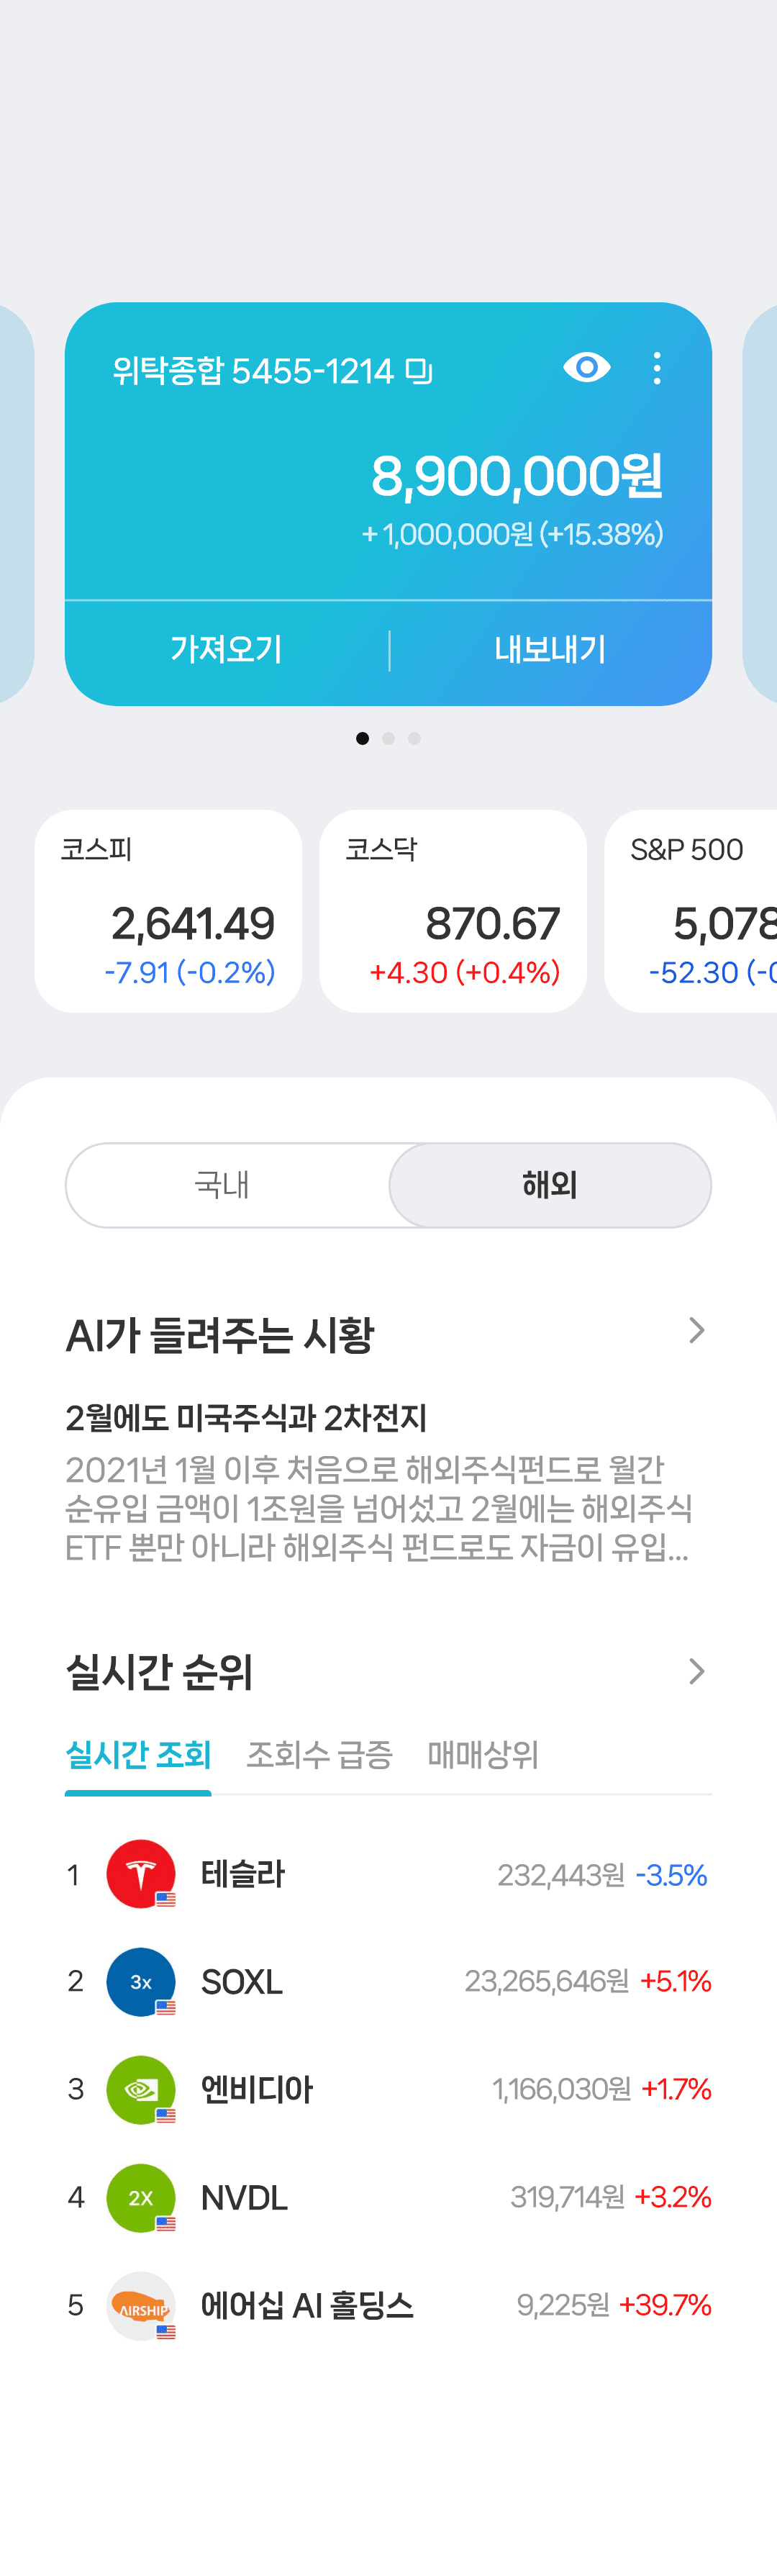 위탁종합 5455-1214
8,900,000원
+1,000,000원 (+15.38%)
가져오기 내보내기
코스피 코스닥 S&P 500
2,641.49 870.67 5,078
-7.91 (-0.2%) +4.30 (+0.4%) -52.30 (-0
국내 해외
AI가 들려주는 시황
2월에도 미국주식과 2차전지
2021년 1월 이후 처음으로 해외주식펀드로 월간
순유입 금액이 1조원을 넘어섰고 2월에는 해외주식
ETF 뿐만 아니라 해외주식 펀드로도 자금이 유입...
실시간 순위
실시간 조회 조회수 급증 매매상위
1 테슬라 232,443원 -3.5%
2 3x SOXL 23,265,646원 +5.1%
3 엔비디아 1,166,030원 +1.7%
4 2X NVDL 319,714원 +3.2%
5 AIRSHIP 에어십 AI 홀딩스 9,225원 +39.7%